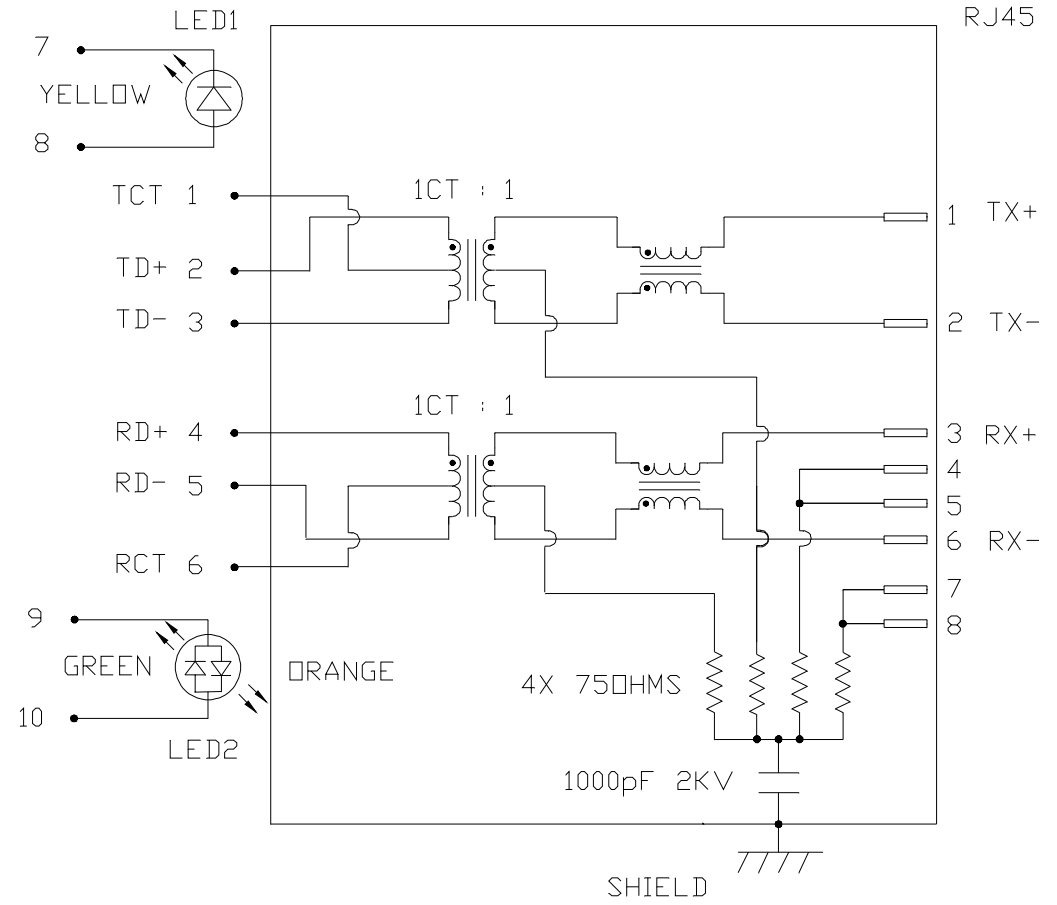 LED1
RJ45
7
YELLOW
8
TCT 1
1CT : 1
1 TX+
TD+ 2
TD- 3
2 TX-
1CT : 1
RD+ 4
3 RX+
4
RD- 5
5
6 RX-
RCT 6
7
9
8
GREEN
ORANGE
4X 75OHMS
10
LED2
1000pF 2KV
SHIELD